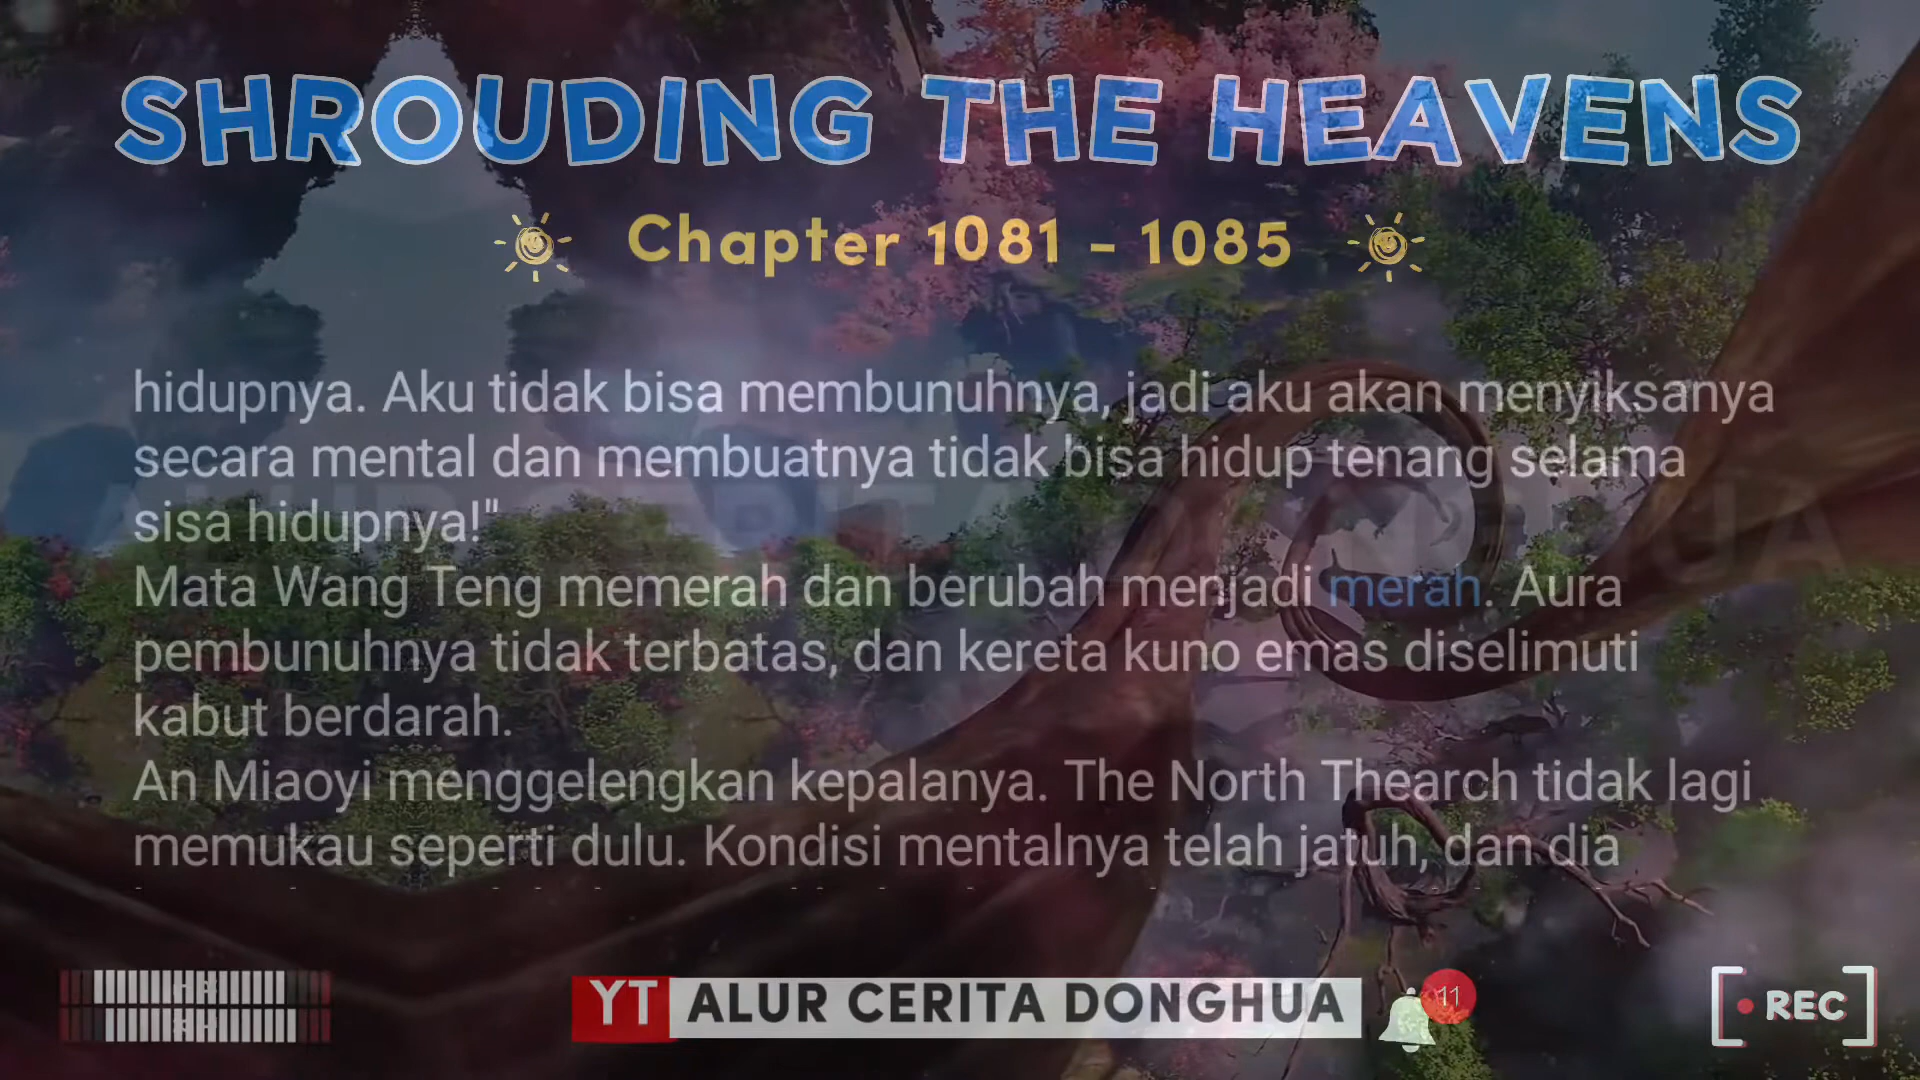 SHROUDING THE HEAVENS
Chapter 1081 - 1085
hidupnya. Aku tidak bisa membunuhnya, jadi aku akan menyiksanya
secara mental dan membuatnya tidak bisa hidup tenang selama
sisa hidupnya!"
Mata Wang Teng memerah dan berubah menjadi merah. Aura
pembunuhnya tidak terbatas, dan kereta kuno emas diselimuti
kabut berdarah.
An Miaoyi menggelengkan kepalanya. The North Thearch tidak lagi
memukau seperti dulu. Kondisi mentalnya telah jatuh, dan dia
ALUR CERITA DONGHUA
YT ALUR CERITA DONGHUA
11
REC